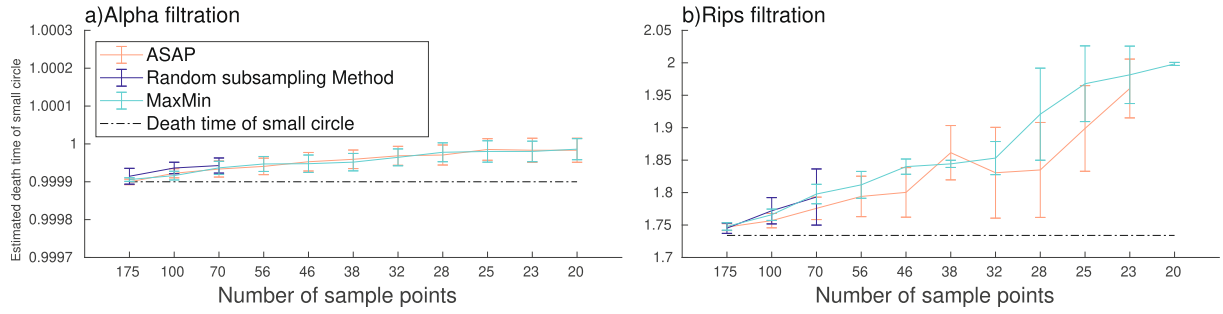 a)Alpha filtration
1.0003
1.0002
1.0001
1
0.9999
0.9998
0.9997
Estimated death time of small circle
ASAP
Random subsampling Method
MaxMin
Death time of small circle
175 100 70 56 46 38 32 28 25 23 20
Number of sample points
b)Rips filtration
2.05
2
1.95
1.9
1.85
1.8
1.75
1.7
175 100 70 56 46 38 32 28 25 23 20
Number of sample points